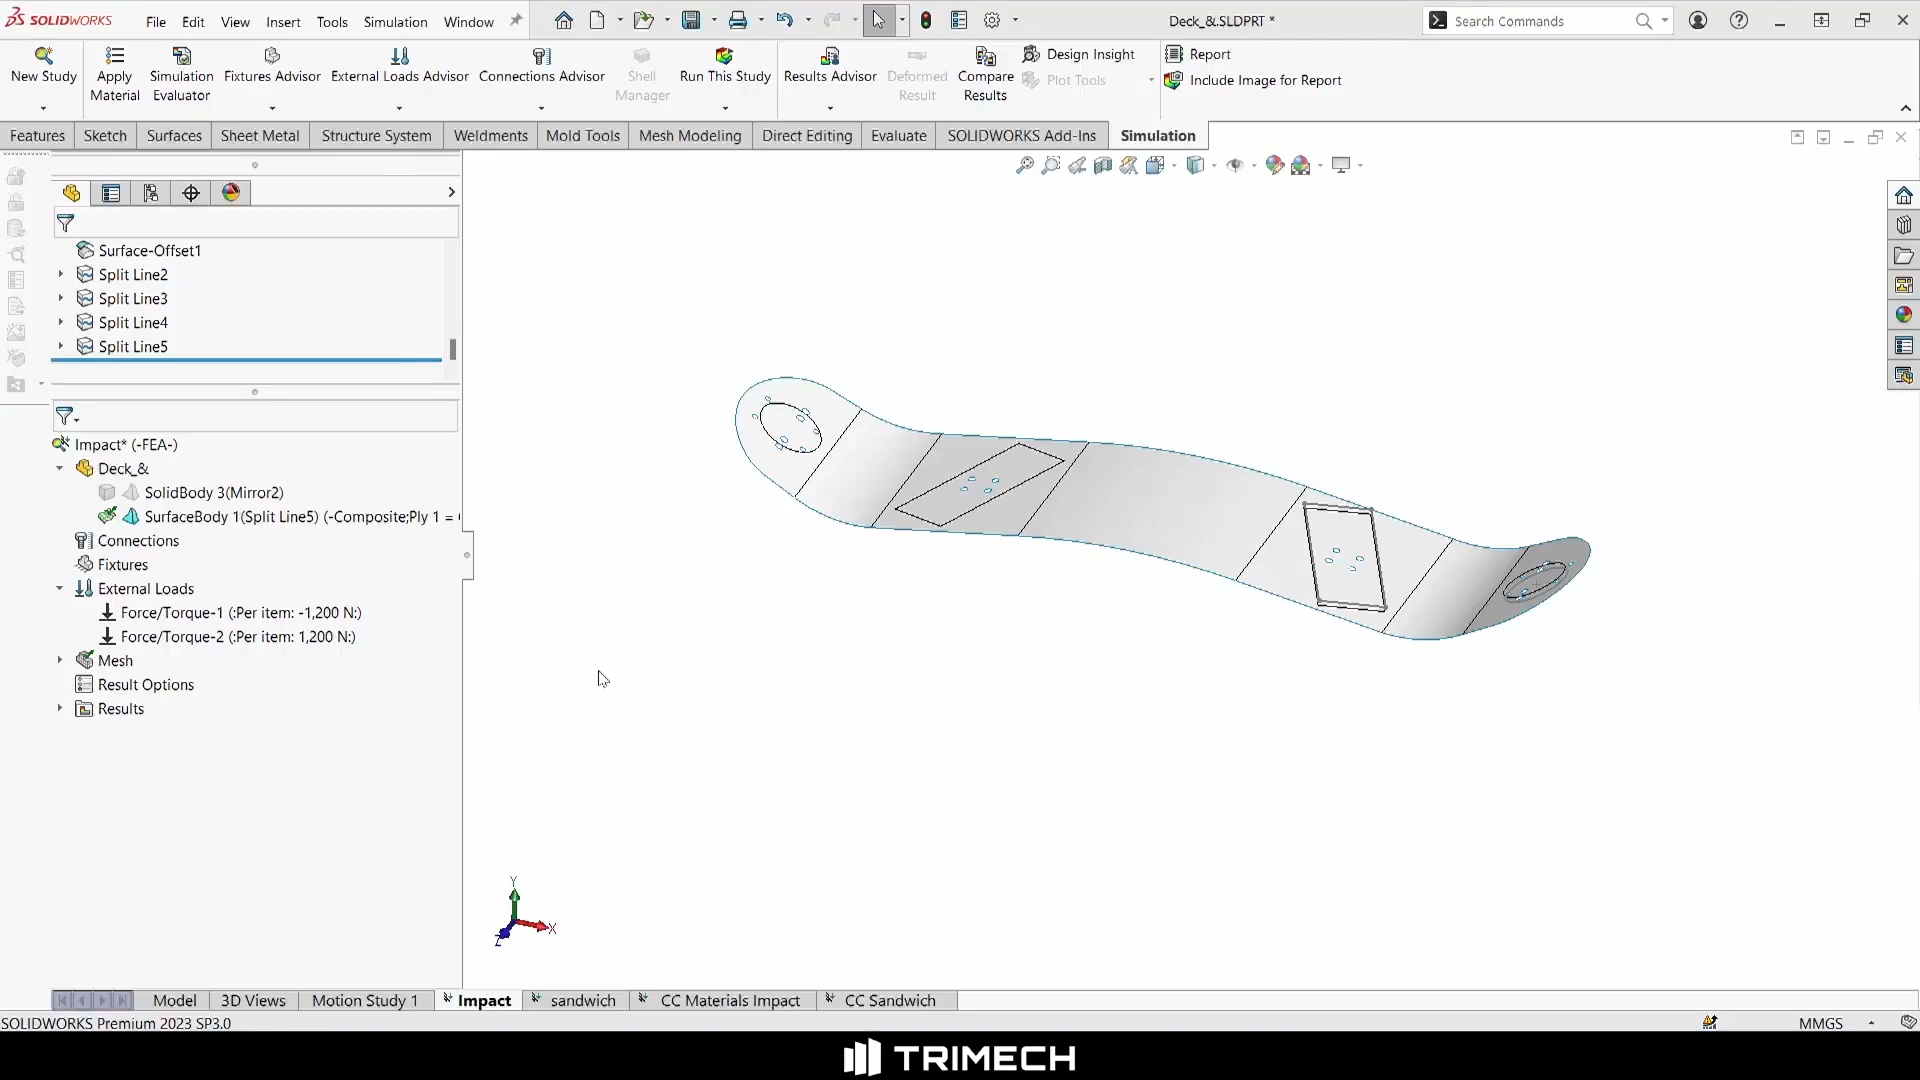 SOLIDWORKS File Edit View Insert Tools Simulation Window Deck_&.SLDPRT * Search Commands
New Study
Apply Material
Simulation Evaluator
Fixtures Advisor
External Loads Advisor
Connections Advisor
Shell Manager
Run This Study
Results Advisor
Deformed Result
Compare Results
Design Insight
Plot Tools
Report
Include Image for Report
Features Sketch Surfaces Sheet Metal Structure System Weldments Mold Tools Mesh Modeling Direct Editing Evaluate SOLIDWORKS Add-Ins Simulation
Surface-Offset1
Split Line2
Split Line3
Split Line4
Split Line5
Impact* (-FEA-)
Deck_&
SolidBody 3(Mirror2)
SurfaceBody 1(Split Line5) (-Composite;Ply 1 =
Connections
Fixtures
External Loads
Force/Torque-1 (:Per item: -1,200 N:)
Force/Torque-2 (:Per item: 1,200 N:)
Mesh
Result Options
Results
Y
X
Z
Model 3D Views Motion Study 1 Impact sandwich CC Materials Impact CC Sandwich
SOLIDWORKS Premium 2023 SP3.0 MMGS
TRIMECH